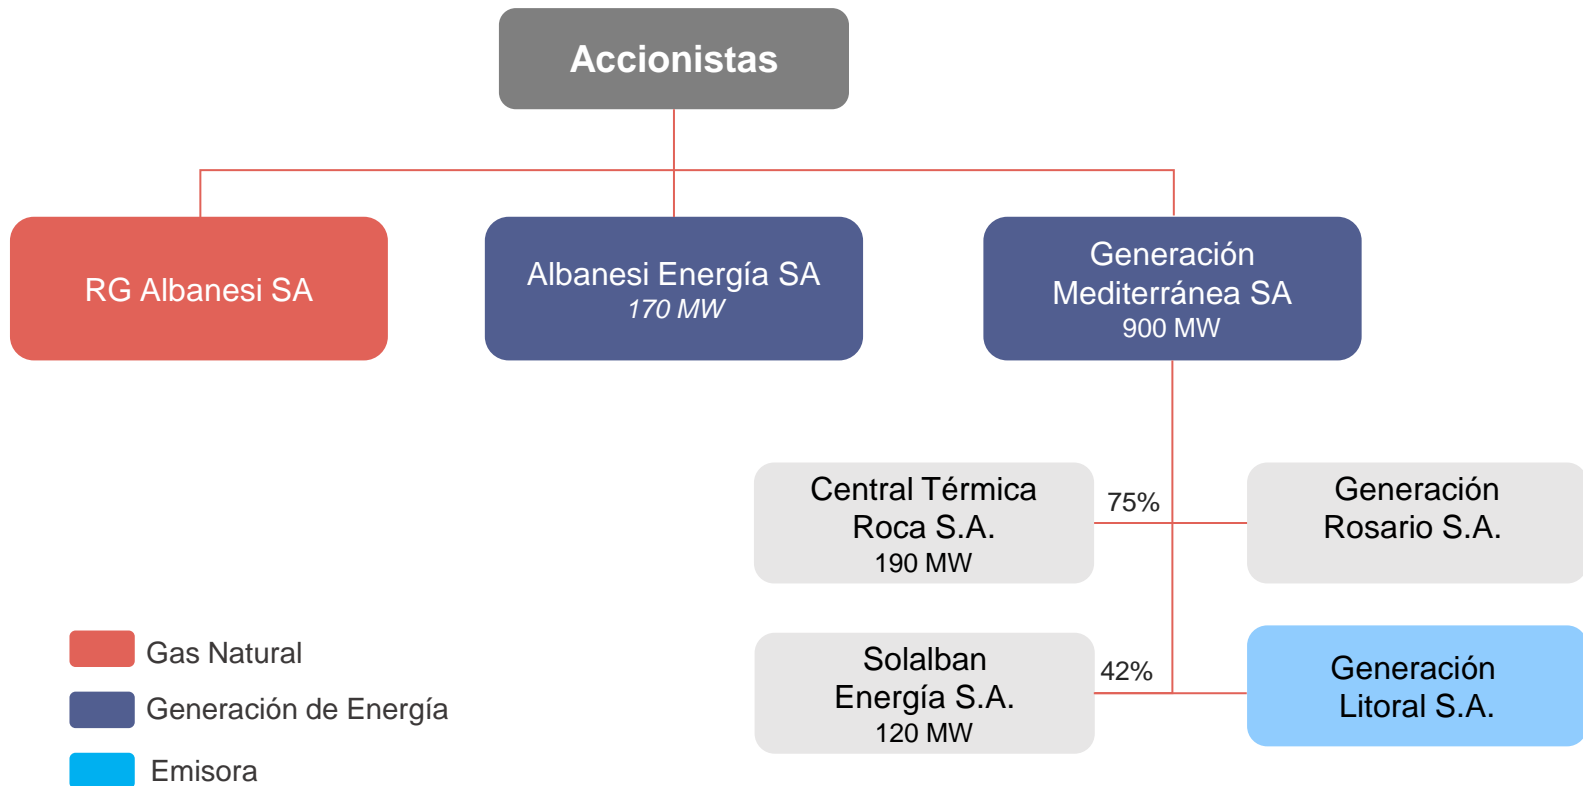 Accionistas
RG Albanesi SA
Albanesi Energía SA
170 MW
Generación
Mediterránea SA
900 MW
Central Térmica
Roca S.A.
190 MW
75%
Generación
Rosario S.A.
Solalban
Energía S.A.
120 MW
42%
Generación
Litoral S.A.
Gas Natural
Generación de Energía
Emisora